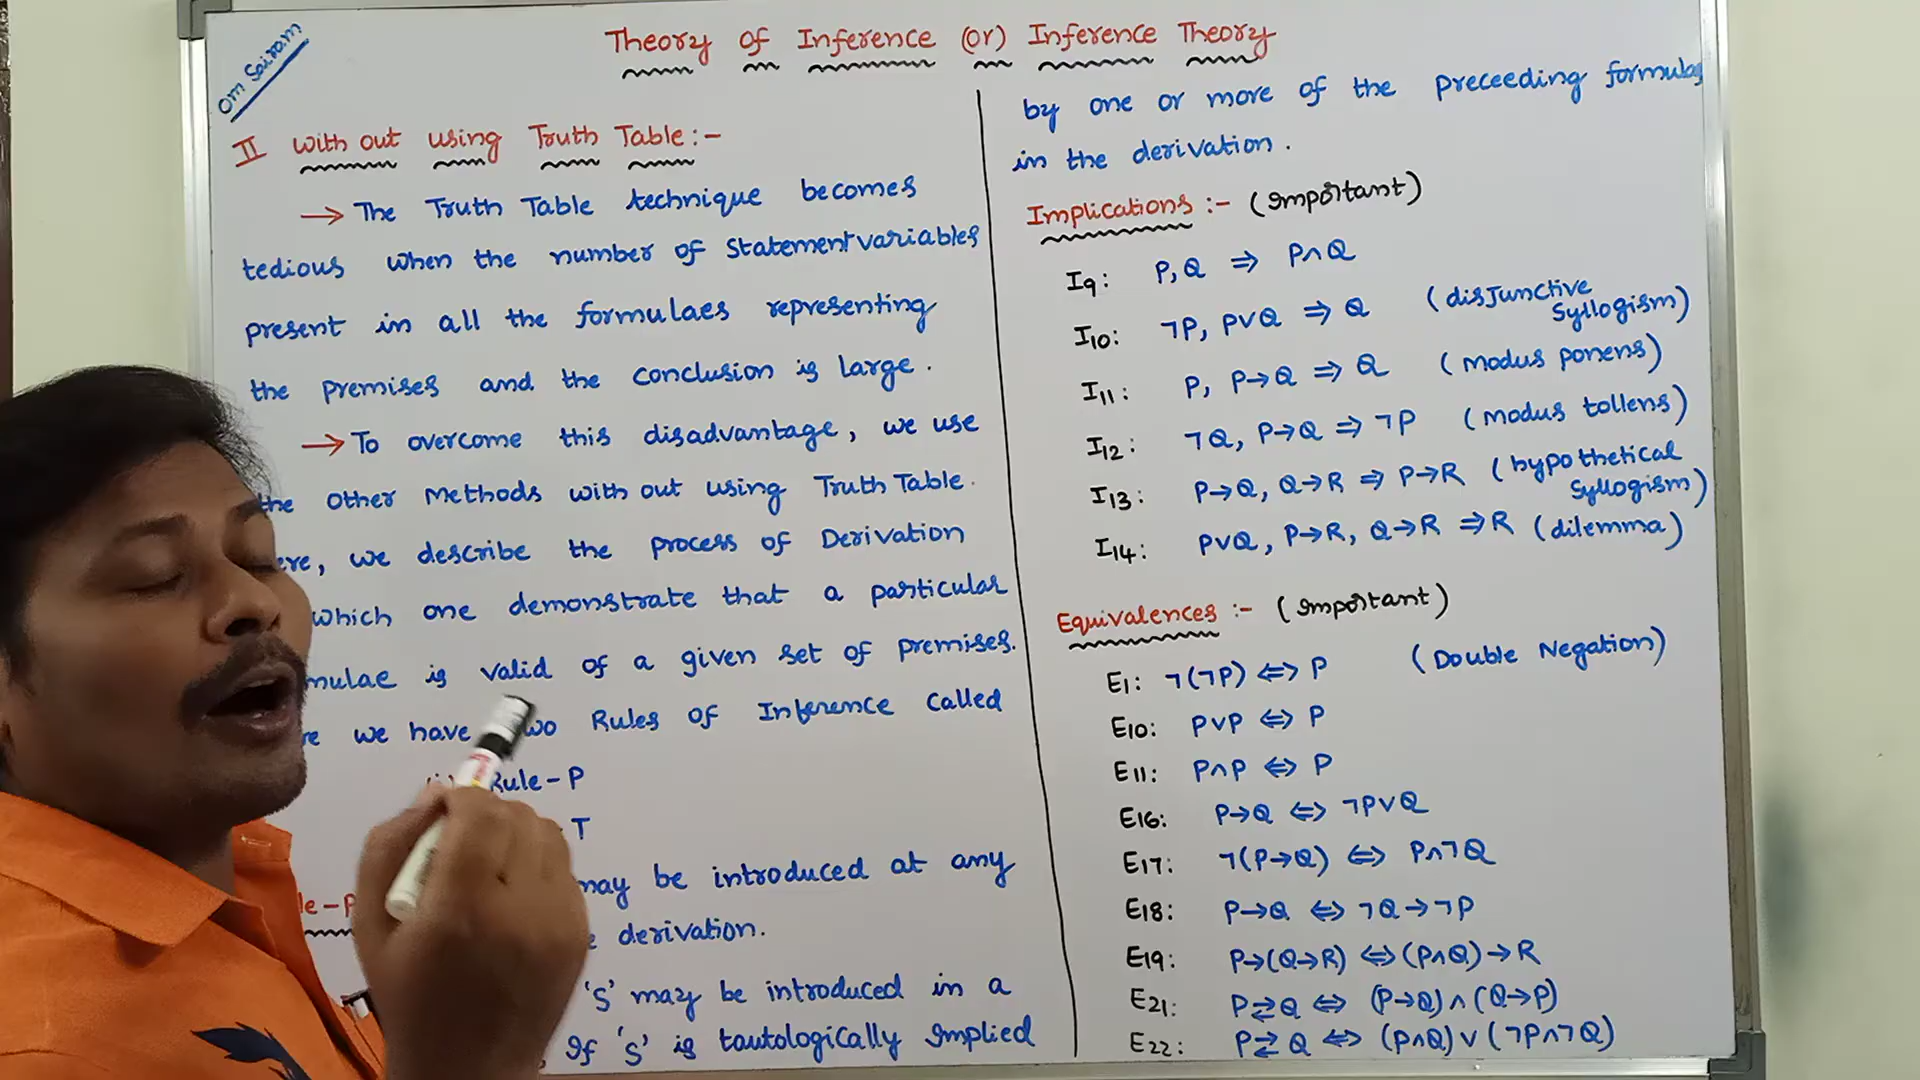 Om Sairam
Theory of Inference (or) Inference Theory
II With out using Truth Table:-
→ The Truth Table technique becomes
tedious when the number of Statement variables
present in all the formulaes representing
the premises and the conclusion is large.
→ To overcome this disadvantage, we use
the other Methods with out using Truth Table.
ere, we describe the process of Derivation
which one demonstrate that a particular
mulae is valid of a given set of premises.
we have Two Rules of Inference called
Rule-P
T
le-P may be introduced at any
derivation.
'S' may be introduced in a
If 'S' is tautologically Implied
by one or more of the preceeding formulas
in the derivation.
Implications :- (Important)
I9: P, Q ⇒ P∧Q
I10: ¬P, P∨Q ⇒ Q (disJunctive Syllogism)
I11: P, P→Q ⇒ Q (modus ponens)
I12: ¬Q, P→Q ⇒ ¬P (modus tollens)
I13: P→Q, Q→R ⇒ P→R (hypothetical Syllogism)
I14: P∨Q, P→R, Q→R ⇒ R (dilemma)
Equivalences :- (Important)
E1: ¬(¬P) ⇔ P (Double Negation)
E10: P∨P ⇔ P
E11: P∧P ⇔ P
E16: P→Q ⇔ ¬P∨Q
E17: ¬(P→Q) ⇔ P∧¬Q
E18: P→Q ⇔ ¬Q→¬P
E19: P→(Q→R) ⇔ (P∧Q)→R
E21: P⇄Q ⇔ (P→Q)∧(Q→P)
E22: P⇄Q ⇔ (P∧Q)∨(¬P∧¬Q)